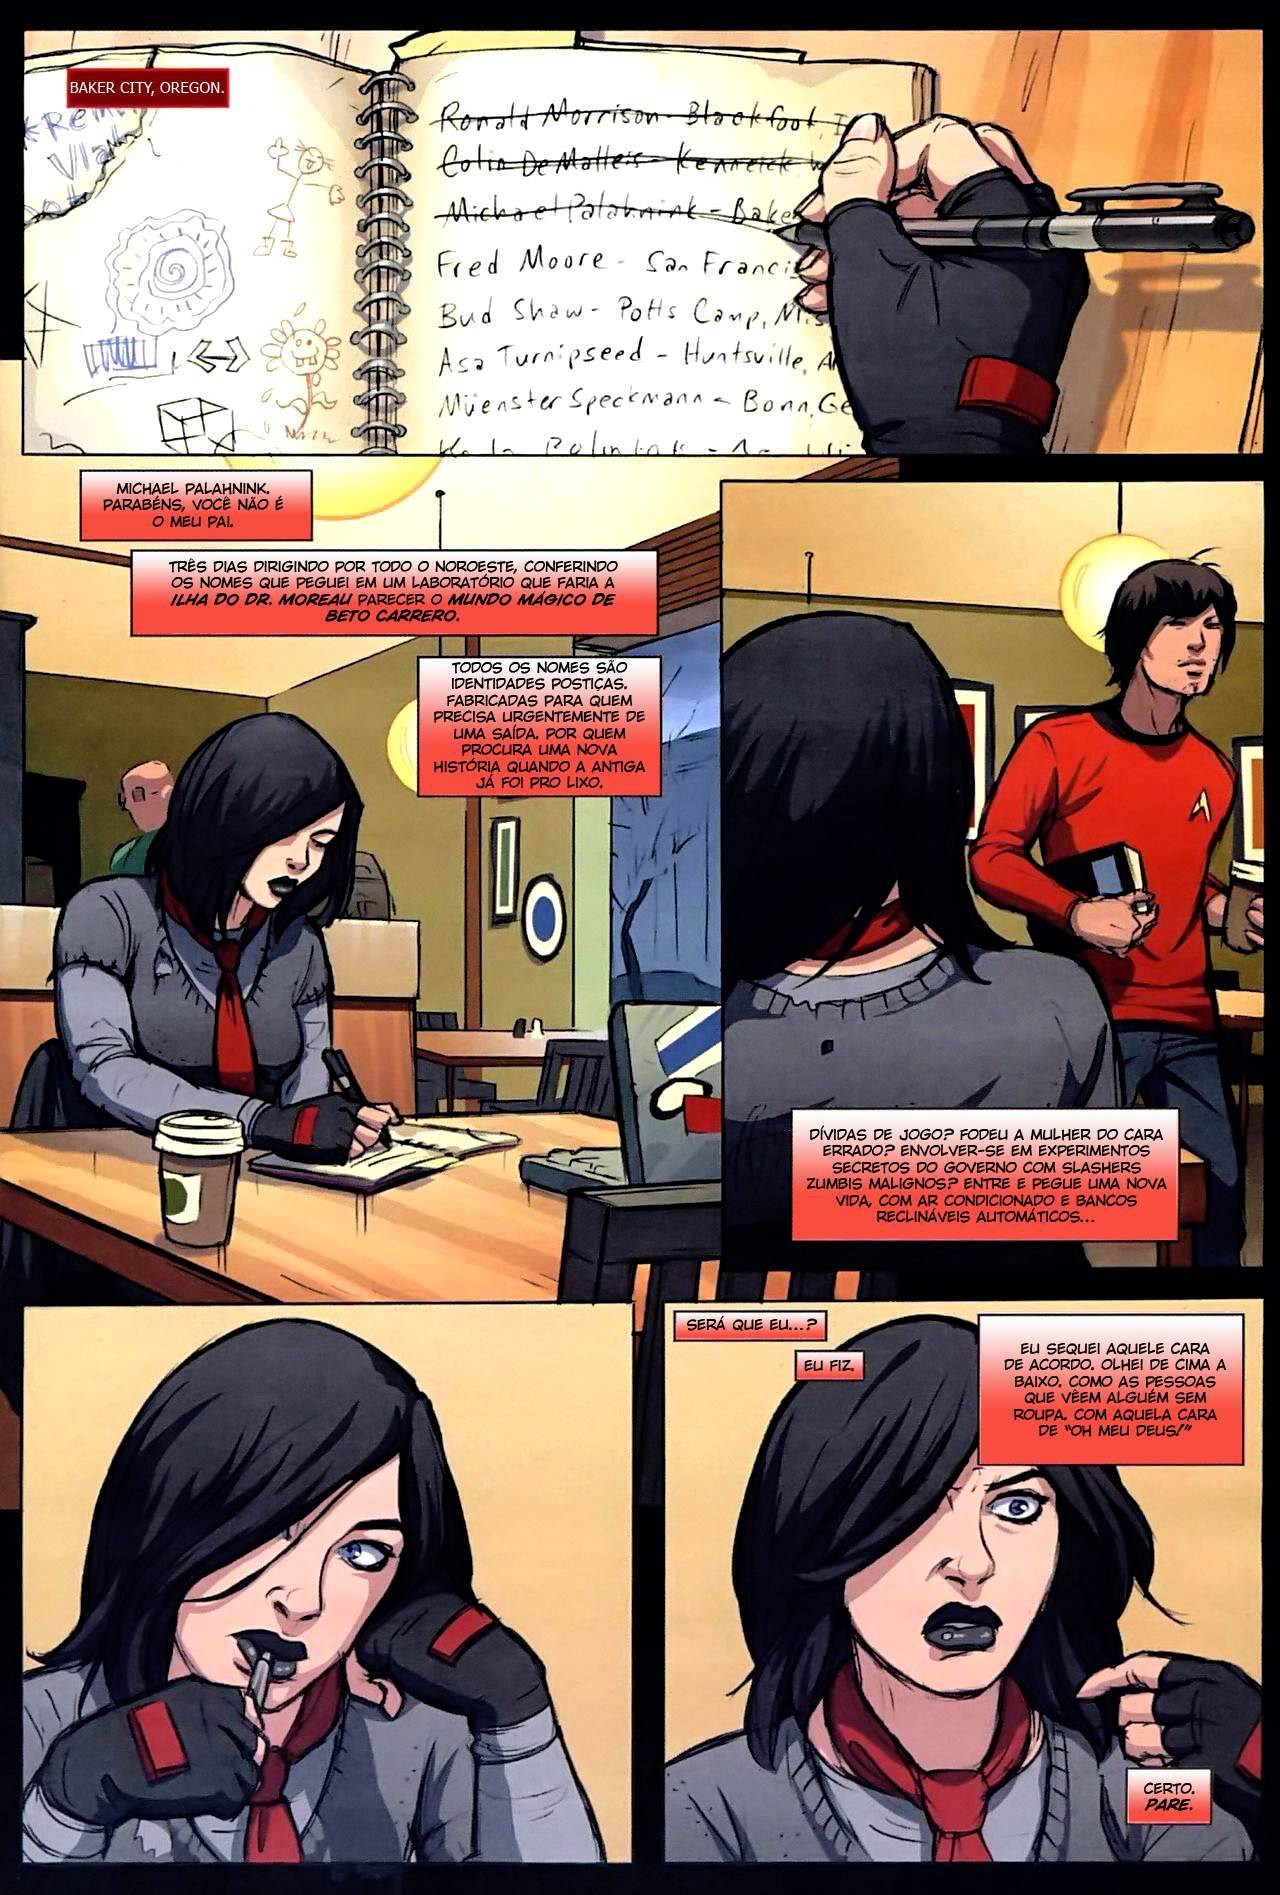 BAKER CITY, OREGON.
Ronald Morrison - Blackfoot, I
Colin DeMatteis - Kennrick, W
Michael Palahnink - Bake
Fred Moore - San Francis
Bud Shaw - Potts Camp, Mis
Asa Turnipseed - Huntsville, A
Müenster Speckmann - Bonn, Ge
MICHAEL PALAHNINK.
PARABÉNS, VOCÊ NÃO É
O MEU PAI.
TRÊS DIAS DIRIGINDO POR TODO O NOROESTE, CONFERINDO
OS NOMES QUE PEGUEI EM UM LABORATÓRIO QUE FARIA A
ILHA DO DR. MOREAU PARECER O MUNDO MÁGICO DE
BETO CARRERO.
TODOS OS NOMES SÃO
IDENTIDADES POSTIÇAS.
FABRICADAS PARA QUEM
PRECISA URGENTEMENTE DE
UMA SAÍDA. POR QUEM
PROCURA UMA NOVA
HISTÓRIA QUANDO A ANTIGA
JÁ FOI PRO LIXO.
DÍVIDAS DE JOGO? FODEU A MULHER DO CARA
ERRADO? ENVOLVER-SE EM EXPERIMENTOS
SECRETOS DO GOVERNO COM SLASHERS
ZUMBIS MALIGNOS? ENTRE E PEGUE UMA NOVA
VIDA, COM AR CONDICIONADO E BANCOS
RECLINÁVEIS AUTOMÁTICOS...
SERÁ QUE EU...?
EU FIZ.
EU SEQUEI AQUELE CARA
DE ACORDO. OLHEI DE CIMA A
BAIXO. COMO AS PESSOAS
QUE VÊEM ALGUÉM SEM
ROUPA. COM AQUELA CARA
DE "OH MEU DEUS!"
CERTO.
PARE.